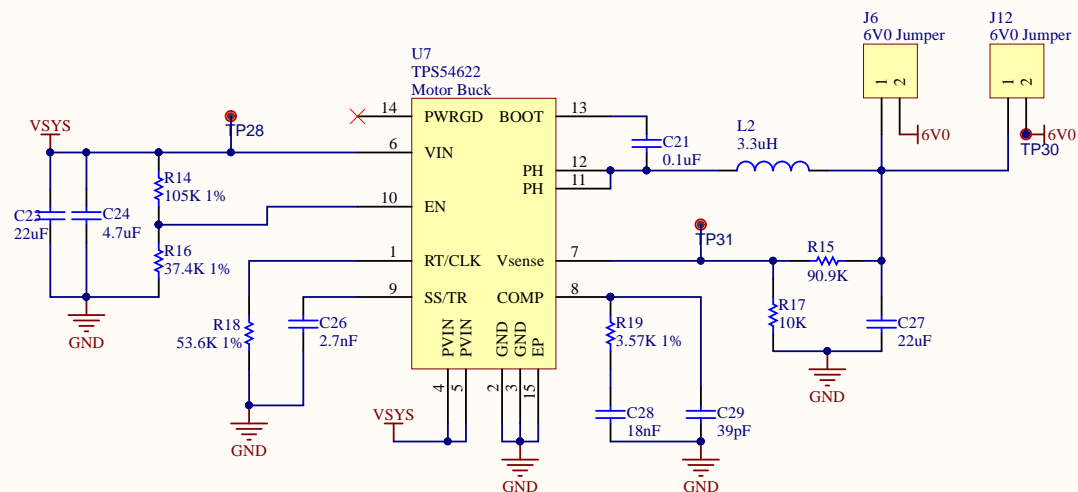 J6
6V0 Jumper
J12
6V0 Jumper
1
2
1
2
6V0
6V0
TP30
U7
TPS54622
Motor Buck
14
PWRGD
BOOT
13
VSYS
TP28
6
VIN
C21
0.1uF
L2
3.3uH
PH
12
PH
11
R14
105K 1%
10
EN
C23
22uF
C24
4.7uF
R16
37.4K 1%
TP31
1
RT/CLK
Vsense
7
R15
90.9K
9
SS/TR
COMP
8
R17
10K
GND
R18
53.6K 1%
C26
2.7nF
PVIN
PVIN
GND
GND
EP
R19
3.57K 1%
C27
22uF
4
5
2
3
15
GND
VSYS
C28
18nF
C29
39pF
GND
GND
GND